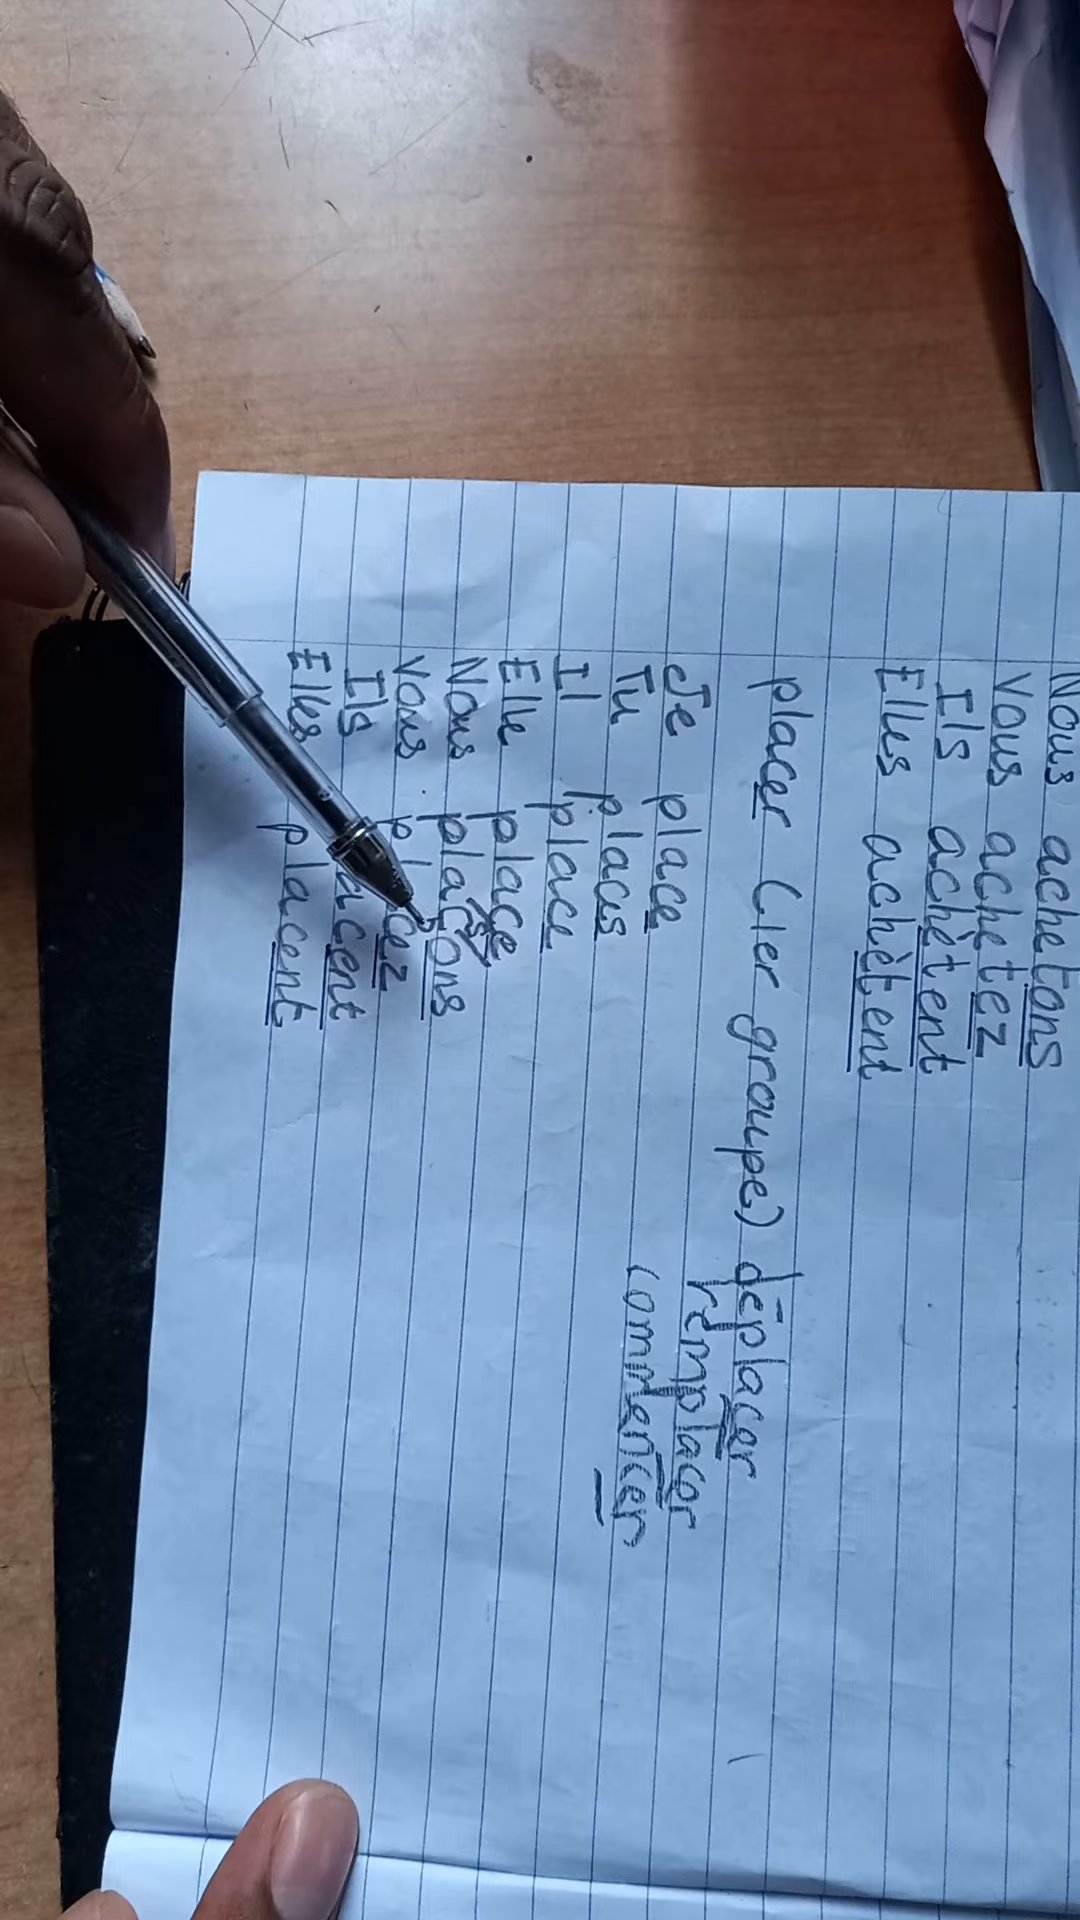 Nous achetons
Vous achetez
Ils achètent
Elles achètent
placer (1er groupe) déplacer
remplacer
commencer
Je place
Tu places
Il place
Elle place
Nous plaçons
Vous placez
Ils placent
Elles placent